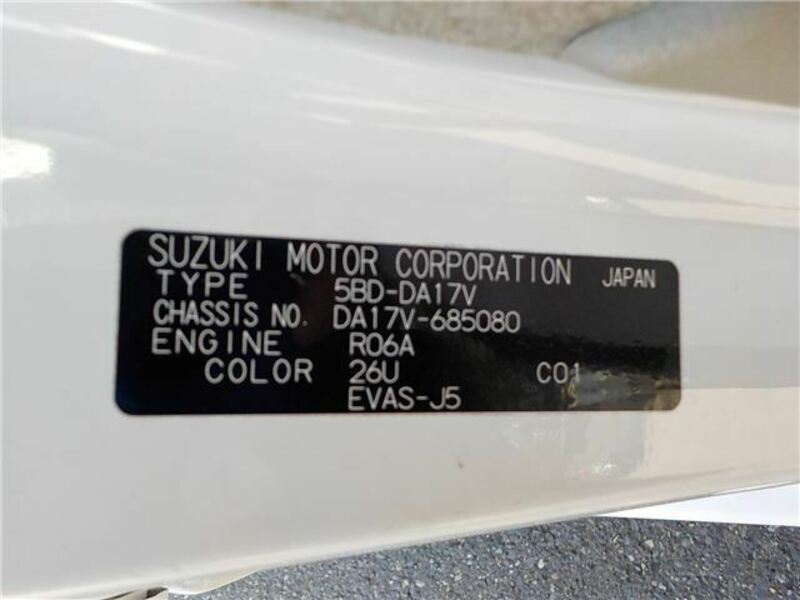 SUZUKI MOTOR CORPORATION JAPAN
TYPE 5BD-DA17V
CHASSIS NO. DA17V-685080
ENGINE R06A
COLOR 26U C01
EVAS-J5